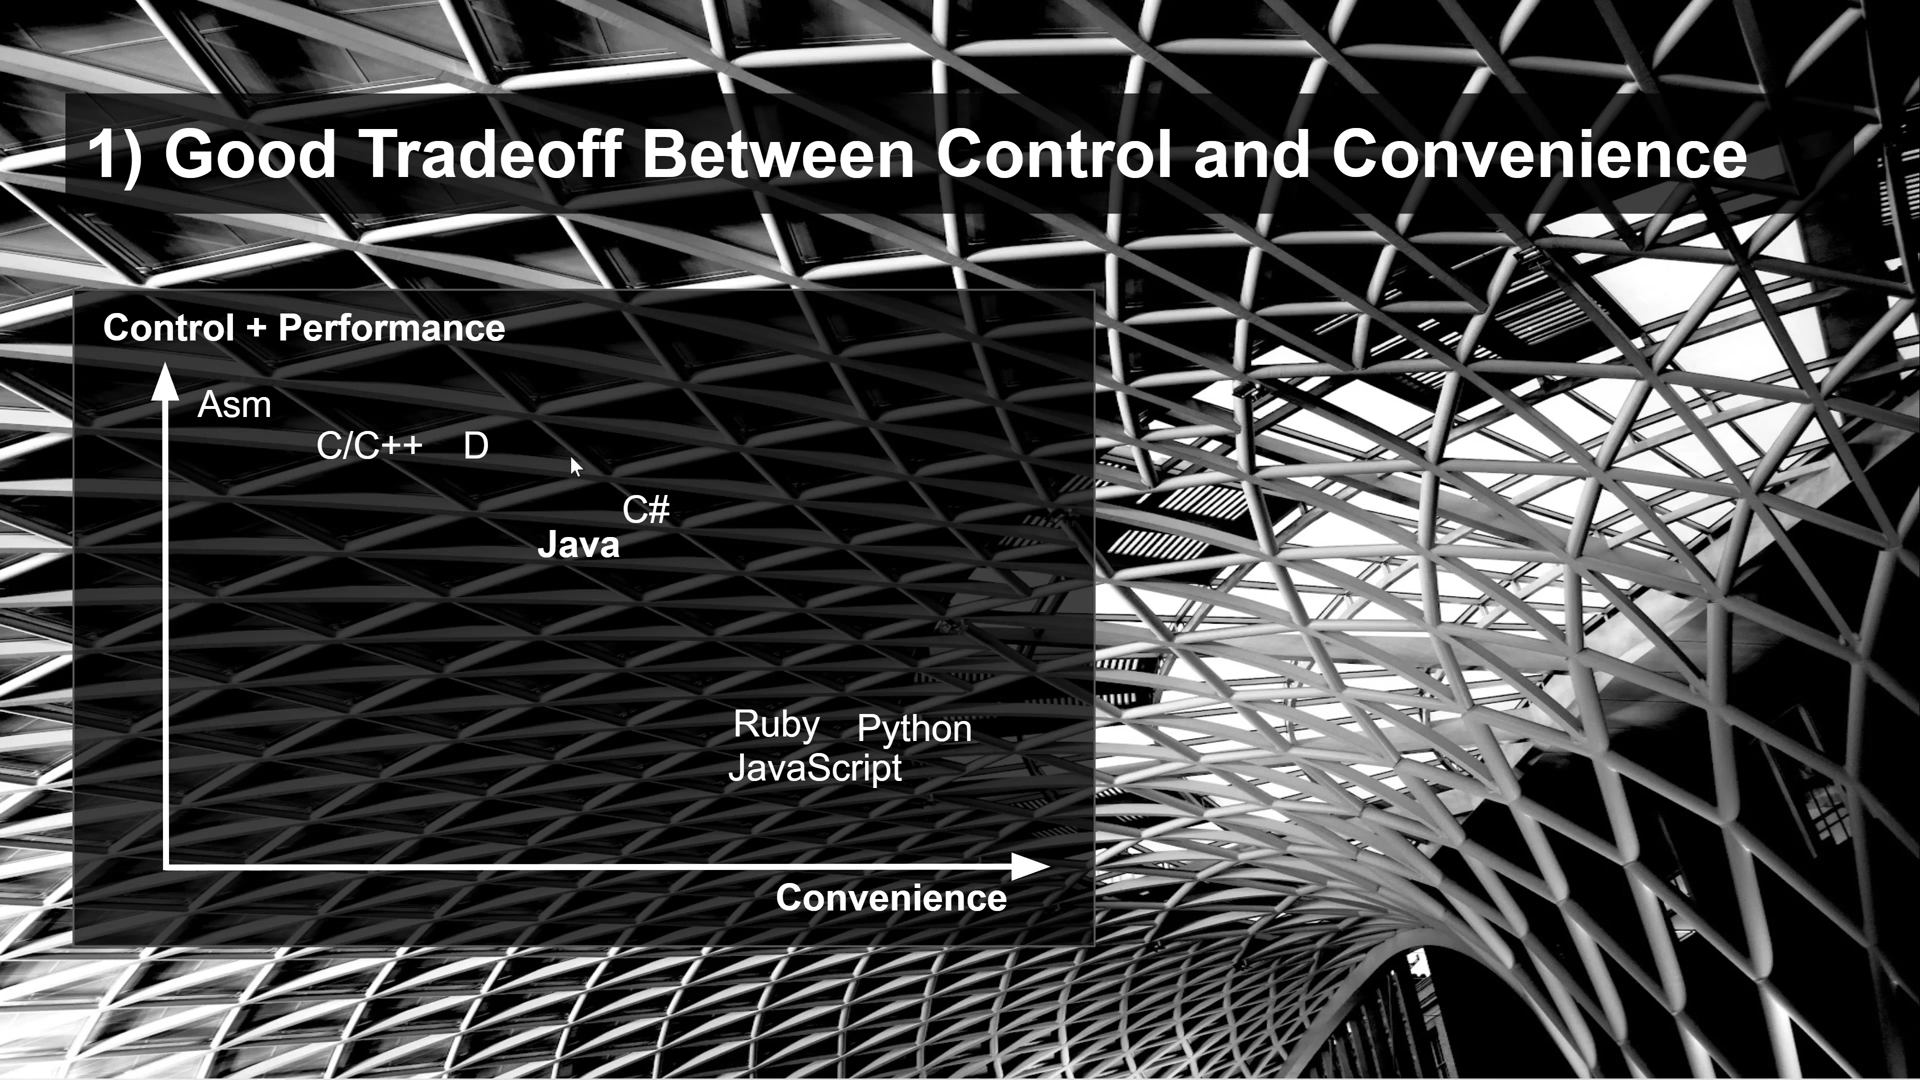 1) Good Tradeoff Between Control and Convenience
Control + Performance
Asm
C/C++ D
C#
Java
Ruby Python
JavaScript
Convenience